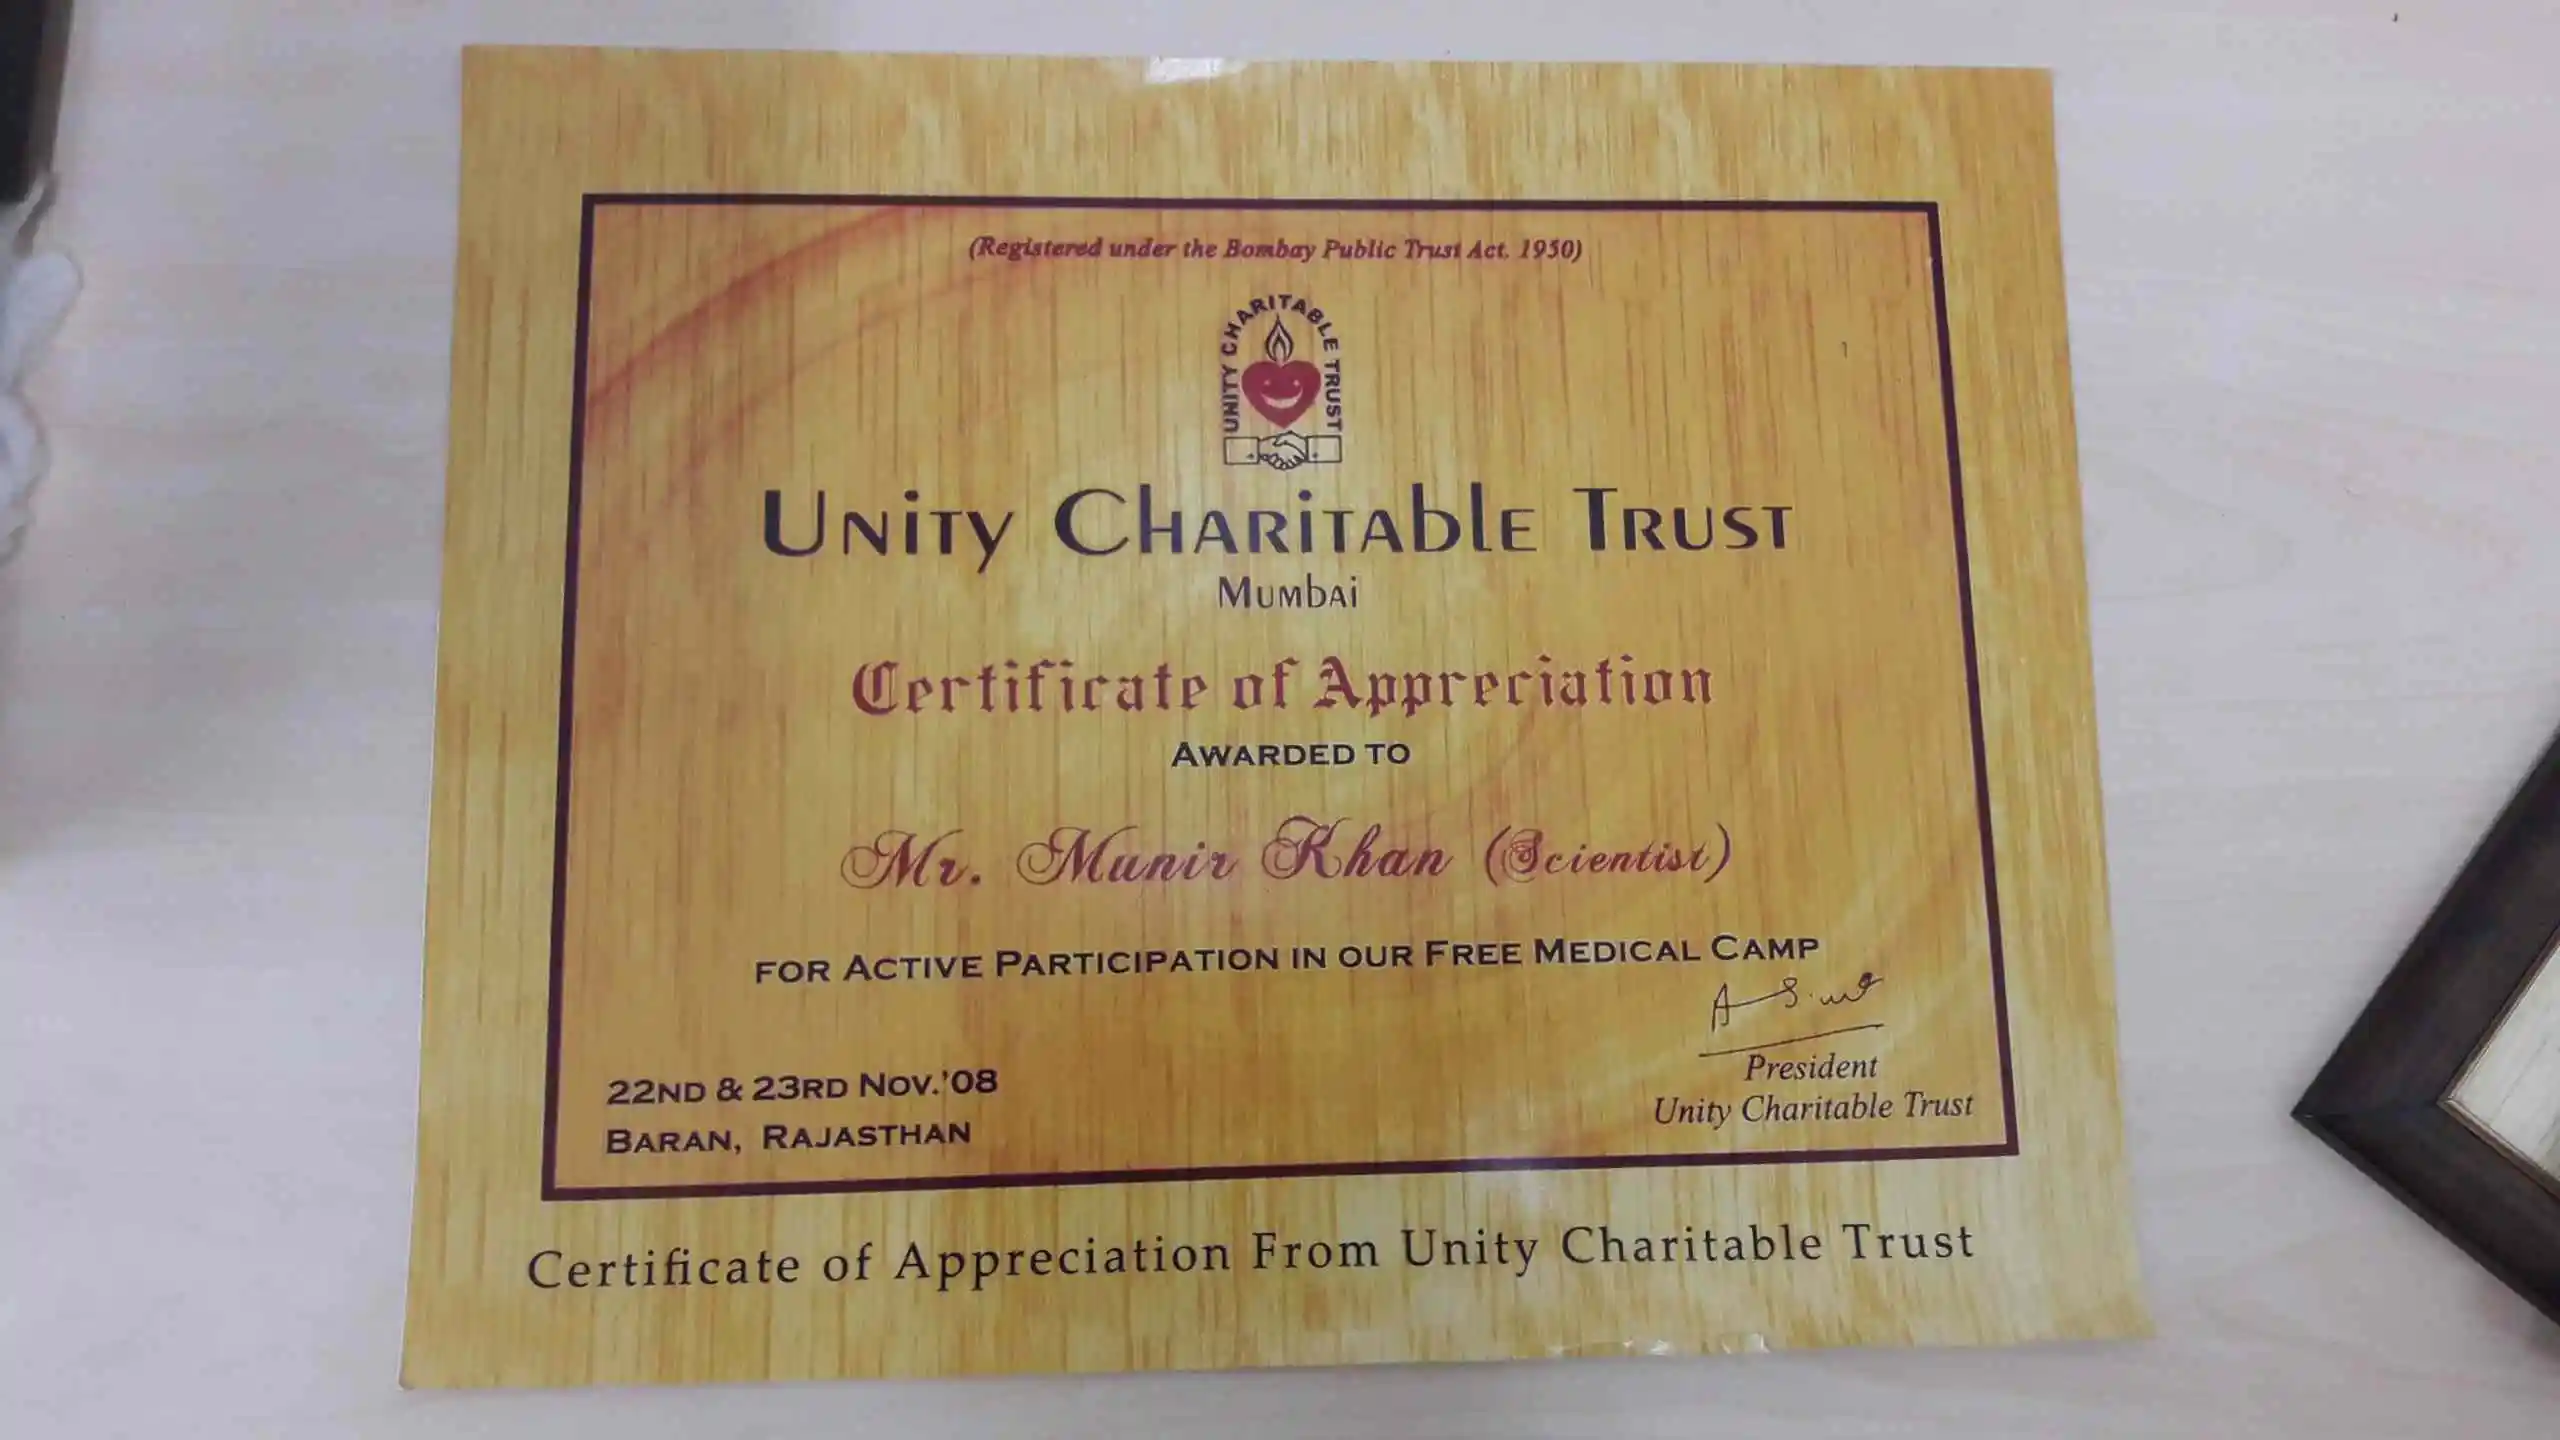 (Registered under the Bombay Public Trust Act. 1950)
UNITY CHARITABLE TRUST
Unity Charitable Trust
Mumbai
Certificate of Appreciation
Awarded to
Mr. Munir Khan (Scientist)
for Active Participation in our Free Medical Camp
22nd & 23rd Nov.'08
Baran, Rajasthan
President
Unity Charitable Trust
Certificate of Appreciation From Unity Charitable Trust